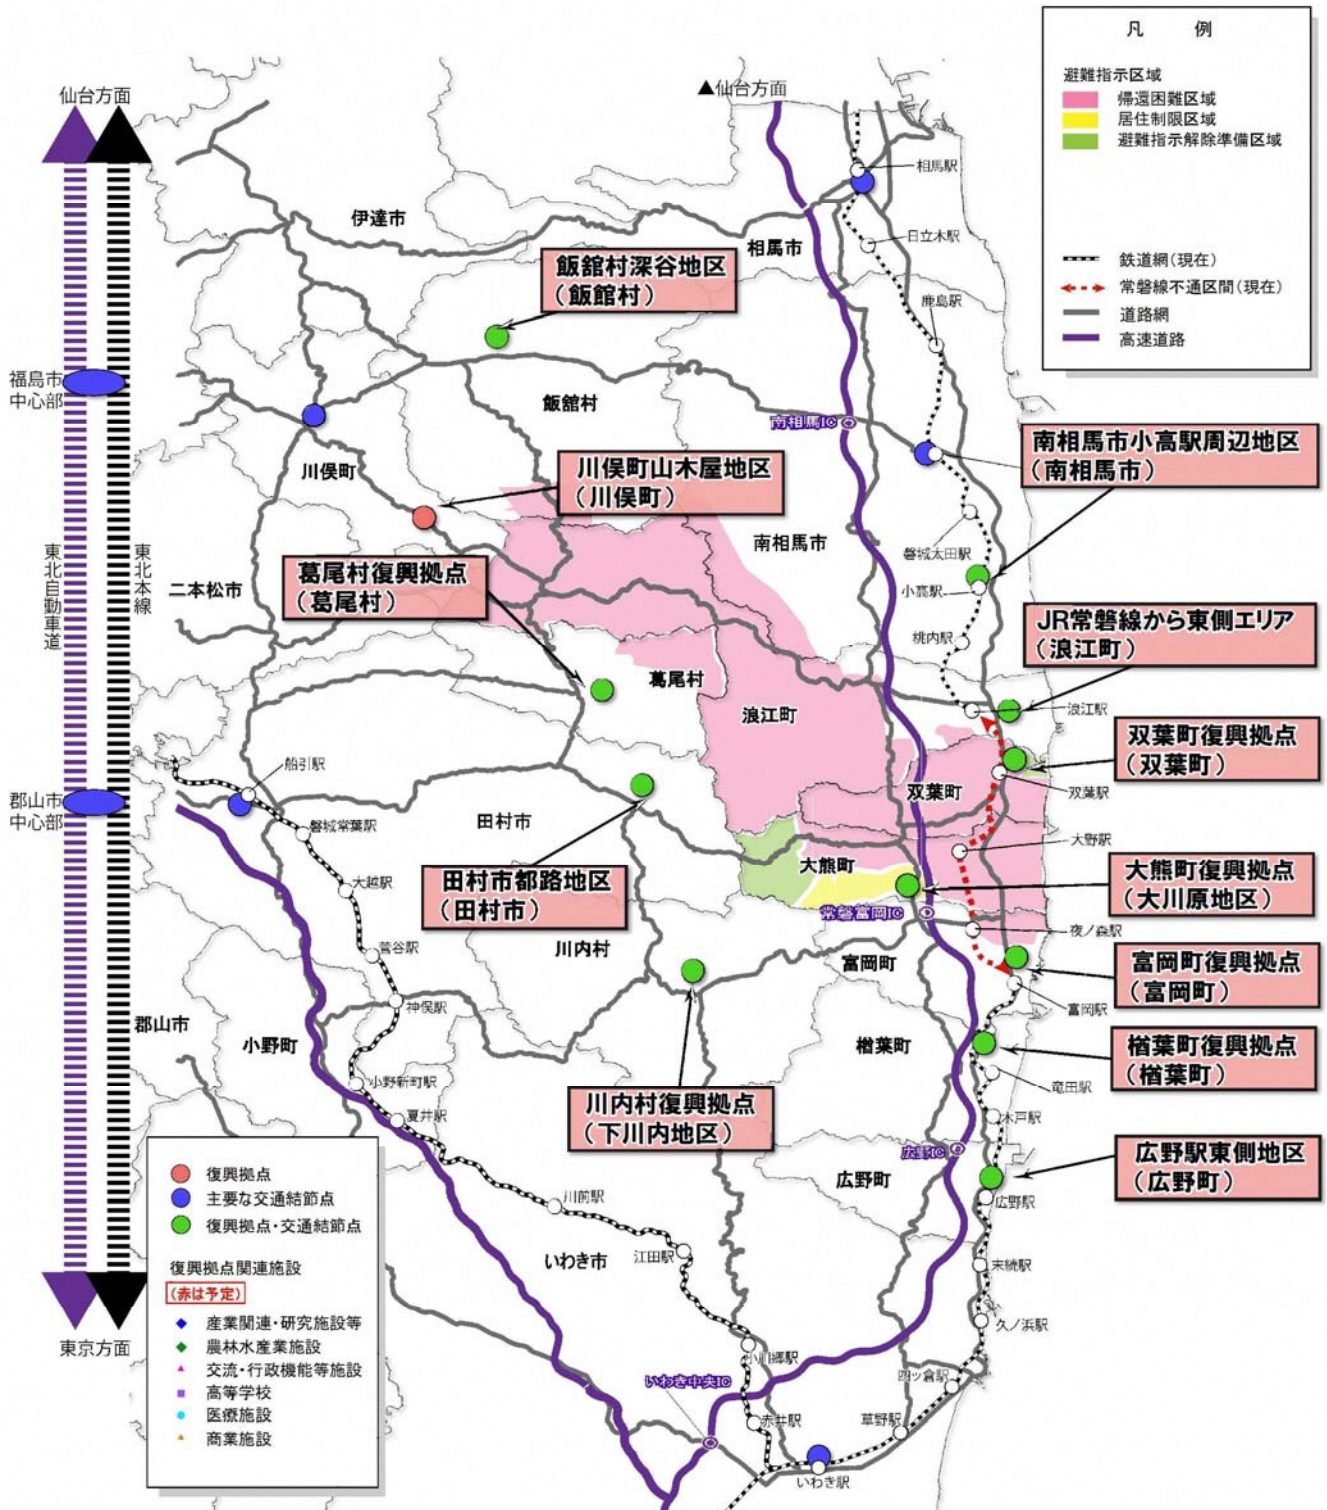 凡 例
避難指示区域
帰還困難区域
居住制限区域
避難指示解除準備区域
鉄道網(現在)
常磐線不通区間(現在)
道路網
高速道路
仙台方面
▲仙台方面
相馬駅
伊達市
日立木駅
相馬市
飯舘村深谷地区
(飯館村)
鹿島駅
福島市
中心部
飯舘村
南相馬IC
南相馬市小高駅周辺地区
(南相馬市)
川俣町
川俣町山木屋地区
(川俣町)
南相馬市
磐城太田駅
東北自動車道
東北本線
二本松市
葛尾村復興拠点
(葛尾村)
小高駅
JR常磐線から東側エリア
(浪江町)
桃内駅
葛尾村
浪江町
浪江駅
双葉町復興拠点
(双葉町)
船引駅
双葉町
双葉駅
郡山市
中心部
磐城常葉駅
田村市
大野駅
大越駅
田村市都路地区
(田村市)
大熊町
大熊町復興拠点
(大川原地区)
常磐富岡IC
夜ノ森駅
菅谷駅
川内村
富岡町
富岡町復興拠点
(富岡町)
神俣駅
富岡駅
郡山市
小野町
楢葉町
楢葉町復興拠点
(楢葉町)
小野新町駅
竜田駅
夏井駅
川内村復興拠点
(下川内地区)
木戸駅
広野IC
広野駅東側地区
(広野町)
広野町
広野駅
川前駅
いわき市
江田駅
末続駅
久ノ浜駅
小川郷駅
四ッ倉駅
いわき中央IC
赤井駅
草野駅
いわき駅
復興拠点
主要な交通結節点
復興拠点・交通結節点
復興拠点関連施設
(赤は予定)
産業関連・研究施設等
農林水産業施設
交流・行政機能等施設
高等学校
医療施設
商業施設
東京方面